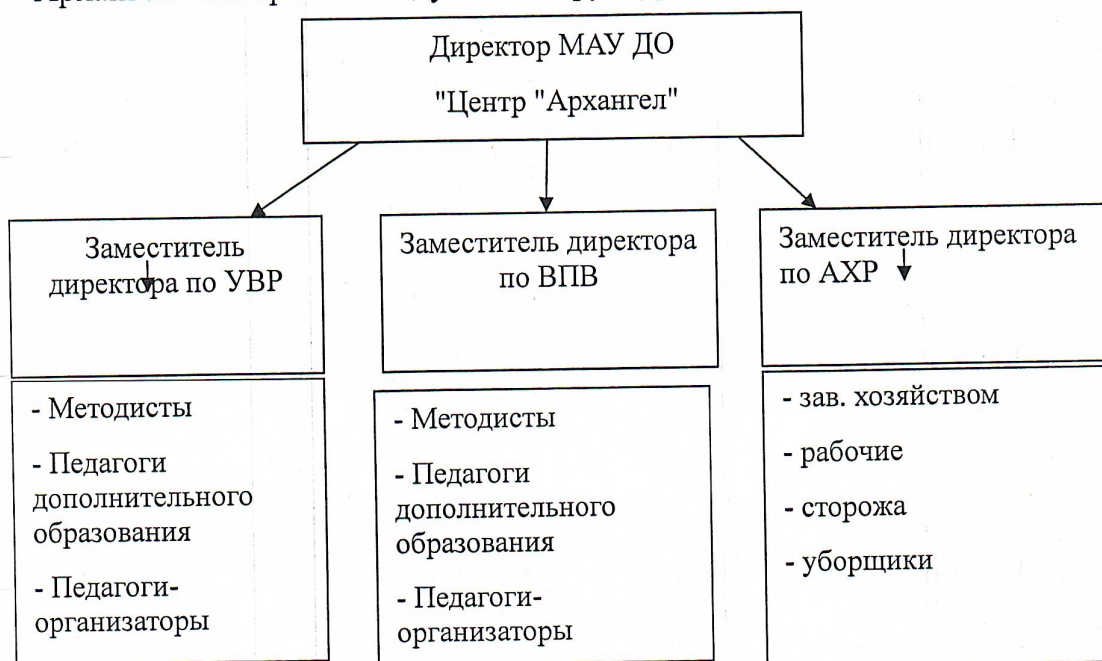 Директор МАУ ДО
"Центр "Архангел"
Заместитель
директора по УВР
Заместитель директора
по ВПВ
Заместитель директора
по АХР
- Методисты
- Педагоги
дополнительного
образования
- Педагоги-
организаторы
- Методисты
- Педагоги
дополнительного
образования
- Педагоги-
организаторы
- зав. хозяйством
- рабочие
- сторожа
- уборщики